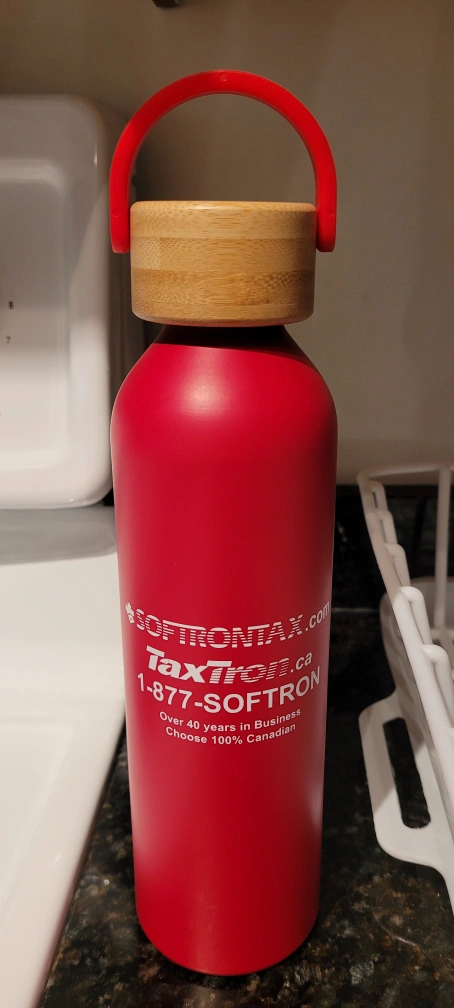 SOFTRONTAX.com
TaxTron.ca
1-877-SOFTRON
Over 40 years in Business
Choose 100% Canadian